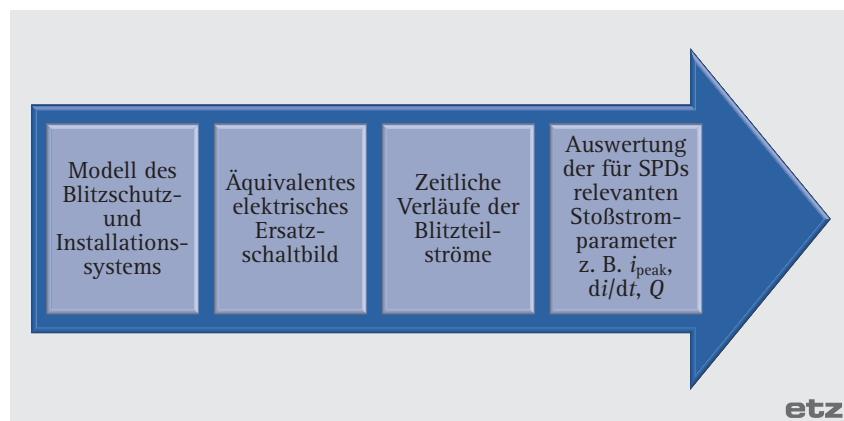 Modell des
Blitzschutz-
und
Installations-
systems
Äquivalentes
elektrisches
Ersatz-
schaltbild
Zeitliche
Verläufe der
Blitzteil-
ströme
Auswertung
der für SPDs
relevanten
Stoßstrom-
parameter
z. B. ipeak,
di/dt, Q
etz